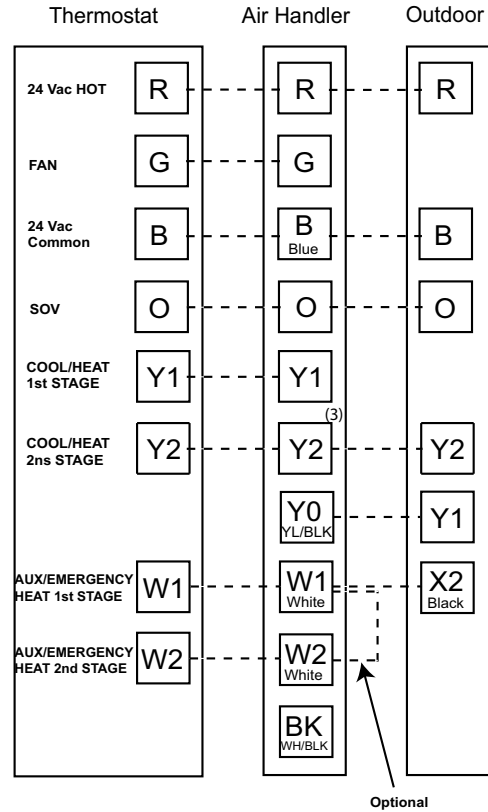 Thermostat Air Handler Outdoor
24 Vac HOT R R R
FAN G G
24 Vac
Common B B Blue B
SOV O O O
COOL/HEAT
1st STAGE Y1 Y1
(3)
COOL/HEAT
2ns STAGE Y2 Y2 Y2
Y0 Y1
YL/BLK
AUX/EMERGENCY
HEAT 1st STAGE W1 W1 X2
White Black
AUX/EMERGENCY
HEAT 2nd STAGE W2 W2
White
BK
WH/BLK
Optional